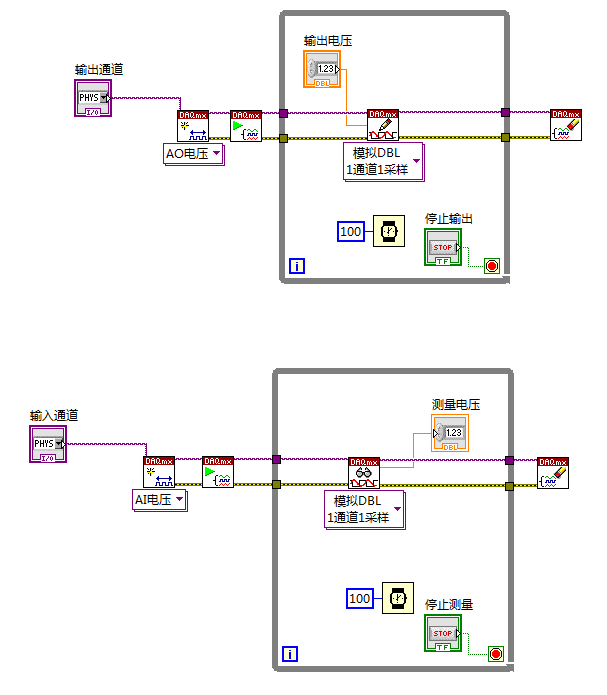 输出电压
输出通道
1.23
DBL
PHYS
I/O
DAQmx
DAQmx
DAQmx
DAQmx
AO电压
模拟DBL
1通道1采样
停止输出
100
STOP
TF
i
测量电压
输入通道
1.23
DBL
PHYS
I/O
DAQmx
DAQmx
DAQmx
DAQmx
AI电压
模拟DBL
1通道1采样
停止测量
100
STOP
TF
i